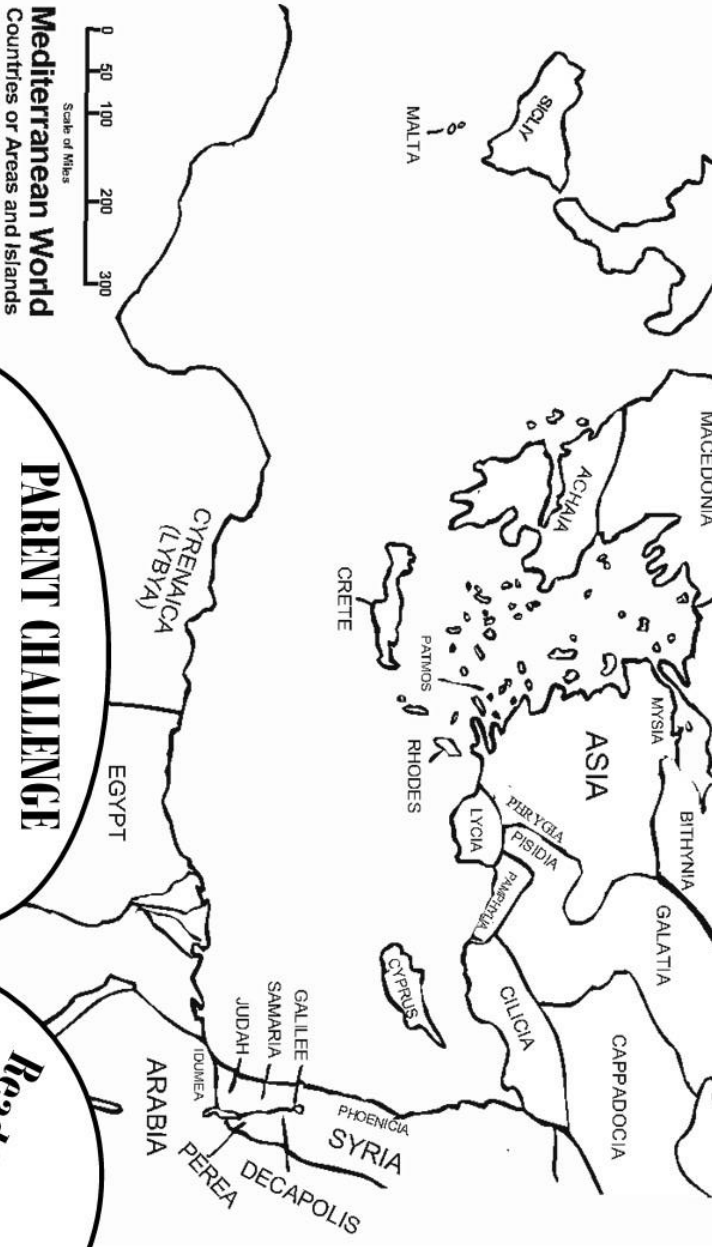 MACEDONIA
MYSIA
BITHYNIA
GALATIA
CAPPADOCIA
ASIA
ACHAIA
PHRYGIA
PISIDIA
LYCIA
PAMPHYLIA
CILICIA
SICLIY
MALTA
PATMOS
RHODES
CRETE
CYPRUS
PHOENICIA
SYRIA
GALILEE
SAMARIA
JUDAH
DECAPOLIS
PEREA
IDUMEA
ARABIA
CYRENAICA
(LYBYA)
EGYPT
0 50 100 200 300
Scale of Miles
Mediterranean World
Countries or Areas and Islands
PARENT CHALLENGE